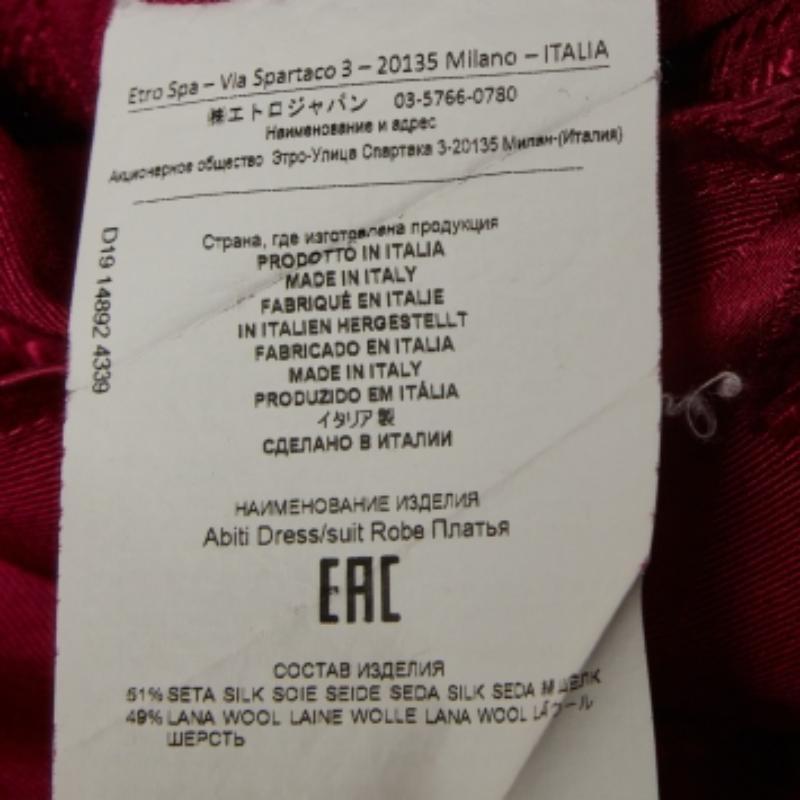 Etro Spa – Via Spartaco 3 – 20135 Milano – ITALIA
㈱エトロジャパン 03-5766-0780
Наименование и адрес
Акционерное общество Этро-Улица Спартака 3-20135 Милан-(Италия)
D19 14892 4339
Страна, где изготовлена продукция
PRODOTTO IN ITALIA
MADE IN ITALY
FABRIQUÉ EN ITALIE
IN ITALIEN HERGESTELLT
FABRICADO EN ITALIA
MADE IN ITALY
PRODUZIDO EM ITÁLIA
イタリア製
СДЕЛАНО В ИТАЛИИ
НАИМЕНОВАНИЕ ИЗДЕЛИЯ
Abiti Dress/suit Robe Платья
EAC
СОСТАВ ИЗДЕЛИЯ
51% SETA SILK SOIE SEIDE SEDA SILK SEDA ШЕЛК
49% LANA WOOL LAINE WOLLE LANA WOOL
ШЕРСТЬ